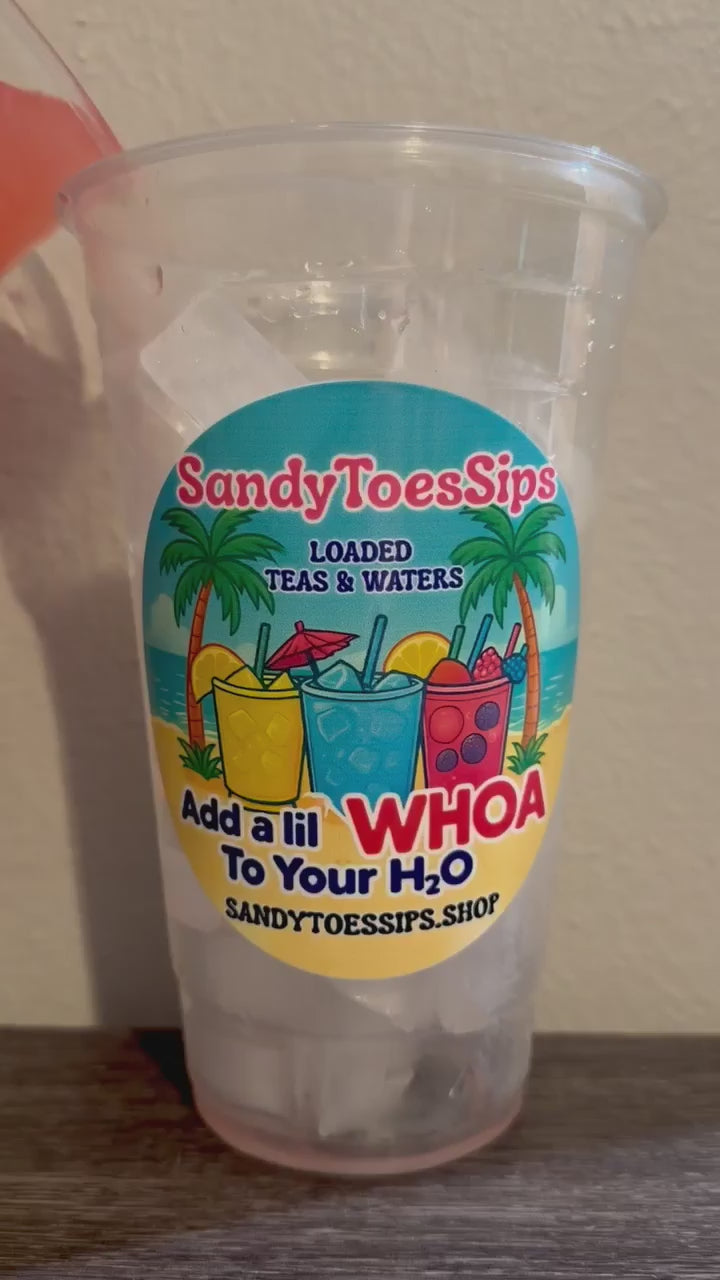 SandyToesSips
LOADED
TEAS & WATERS
Add a lil WHOA
To Your H₂O
SANDYTOESSIPS.SHOP